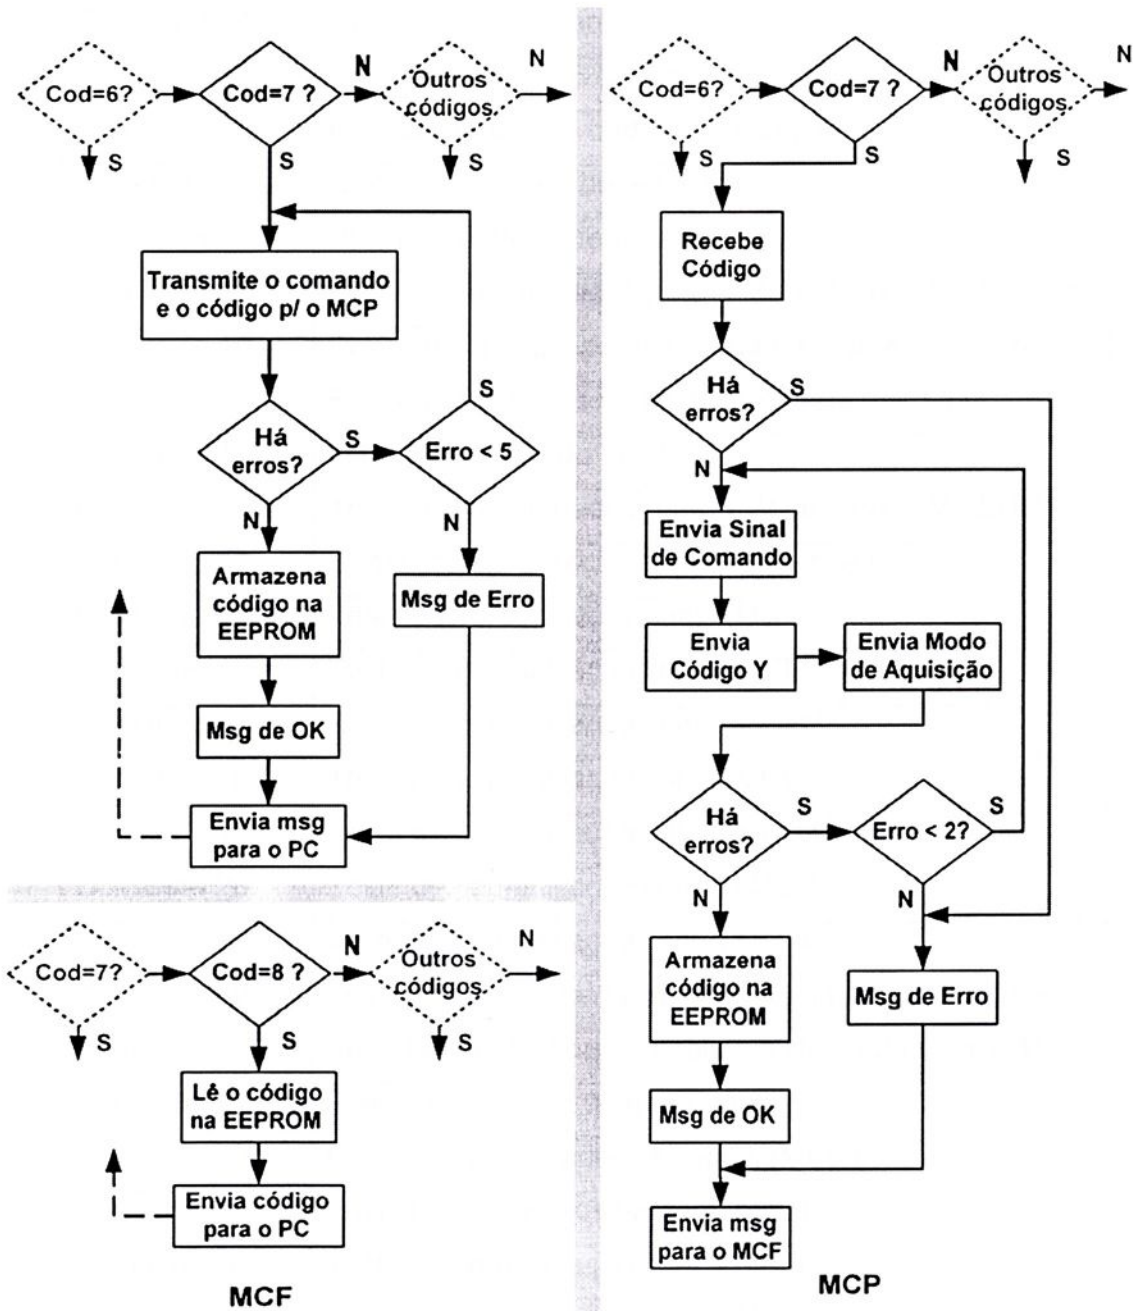 Cod=6?
Cod=7 ?
N
Outros
códigos
N
S
S
S
Transmite o comando
e o código p/ o MCP
Há
erros?
S
Erro < 5
S
N
N
Armazena
código na
EEPROM
Msg de Erro
Msg de OK
Envia msg
para o PC
Cod=7?
Cod=8 ?
N
Outros
códigos
N
S
S
S
Lê o código
na EEPROM
Envia código
para o PC
MCF
Cod=6?
Cod=7 ?
N
Outros
códigos
N
S
S
S
Recebe
Código
Há
erros?
S
N
Envia Sinal
de Comando
Envia
Código Y
Envia Modo
de Aquisição
Há
erros?
S
Erro < 2?
S
N
N
Armazena
código na
EEPROM
Msg de Erro
Msg de OK
Envia msg
para o MCF
MCP